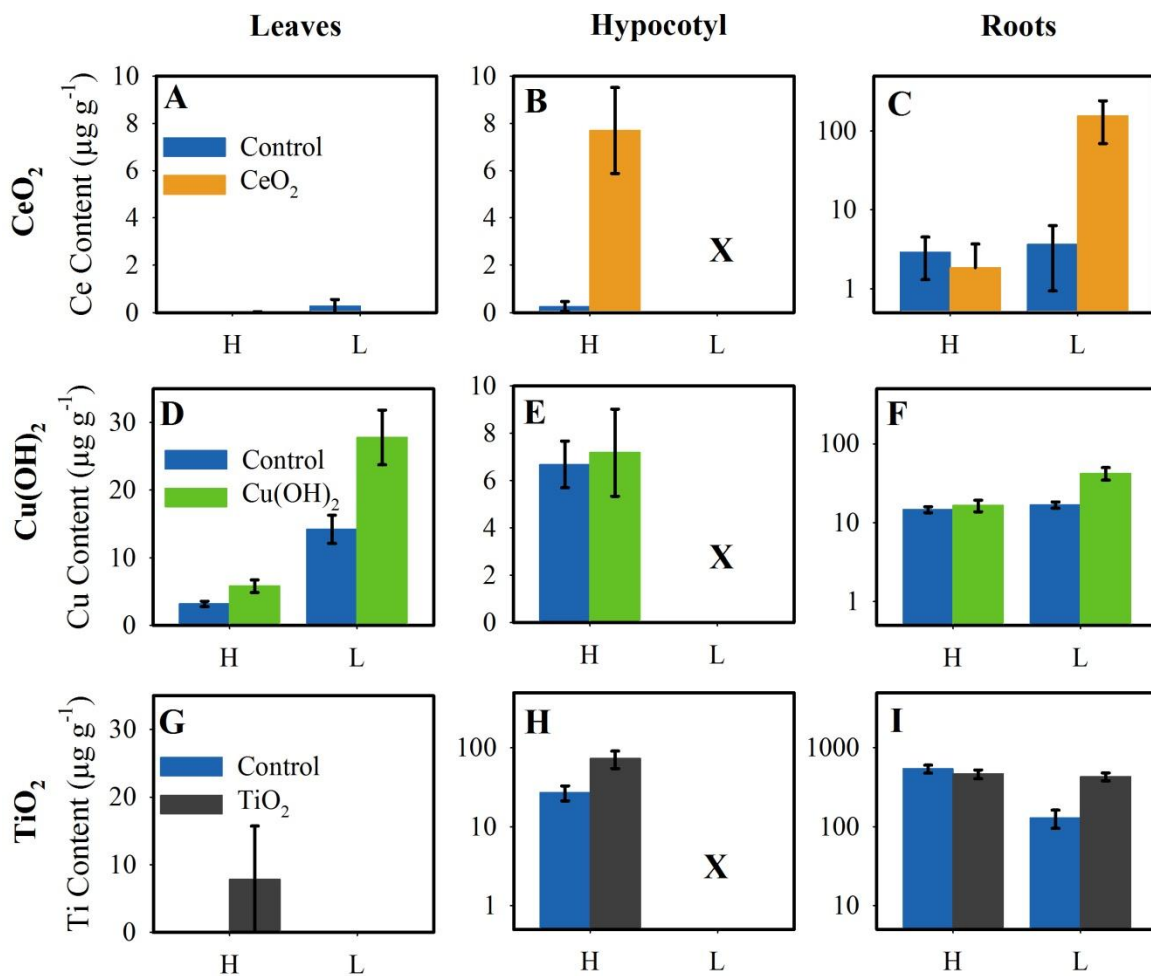 Leaves Hypocotyl Roots
CeO₂
Ce Content (µg g⁻¹)
A
10
8
6
4
2
0
Control
CeO₂
H L
B
10
8
6
4
2
0
X
H L
C
100
10
1
H L
Cu(OH)₂
Cu Content (µg g⁻¹)
D
30
20
10
0
Control
Cu(OH)₂
H L
E
10
8
6
4
2
0
X
H L
F
100
10
1
H L
TiO₂
Ti Content (µg g⁻¹)
G
30
20
10
0
Control
TiO₂
H L
H
100
10
1
X
H L
I
1000
100
10
H L